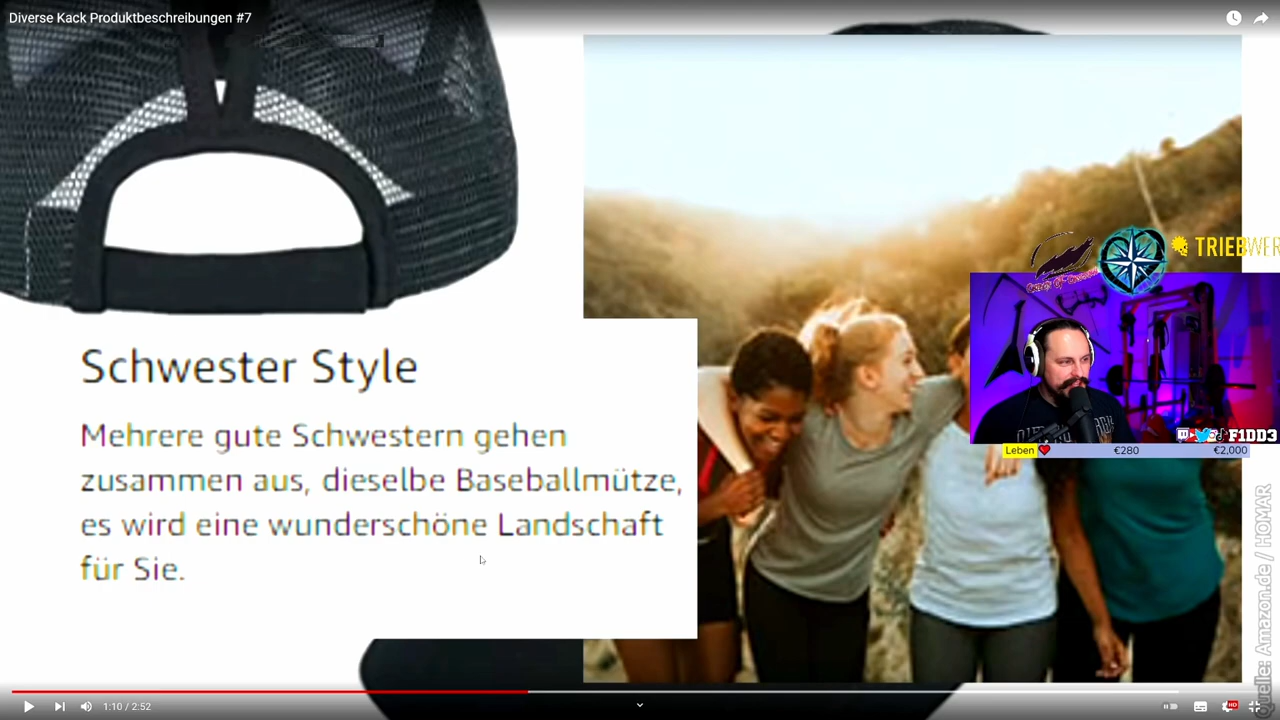 Diverse Kack Produktbeschreibungen #7
TRIEBWER
Schwester Style
Mehrere gute Schwestern gehen
zusammen aus, dieselbe Baseballmütze,
es wird eine wunderschöne Landschaft
für Sie.
F1DD3
Leben €280 €2,000
Quelle: Amazon.de / HOMAR
1:10 / 2:52
HD